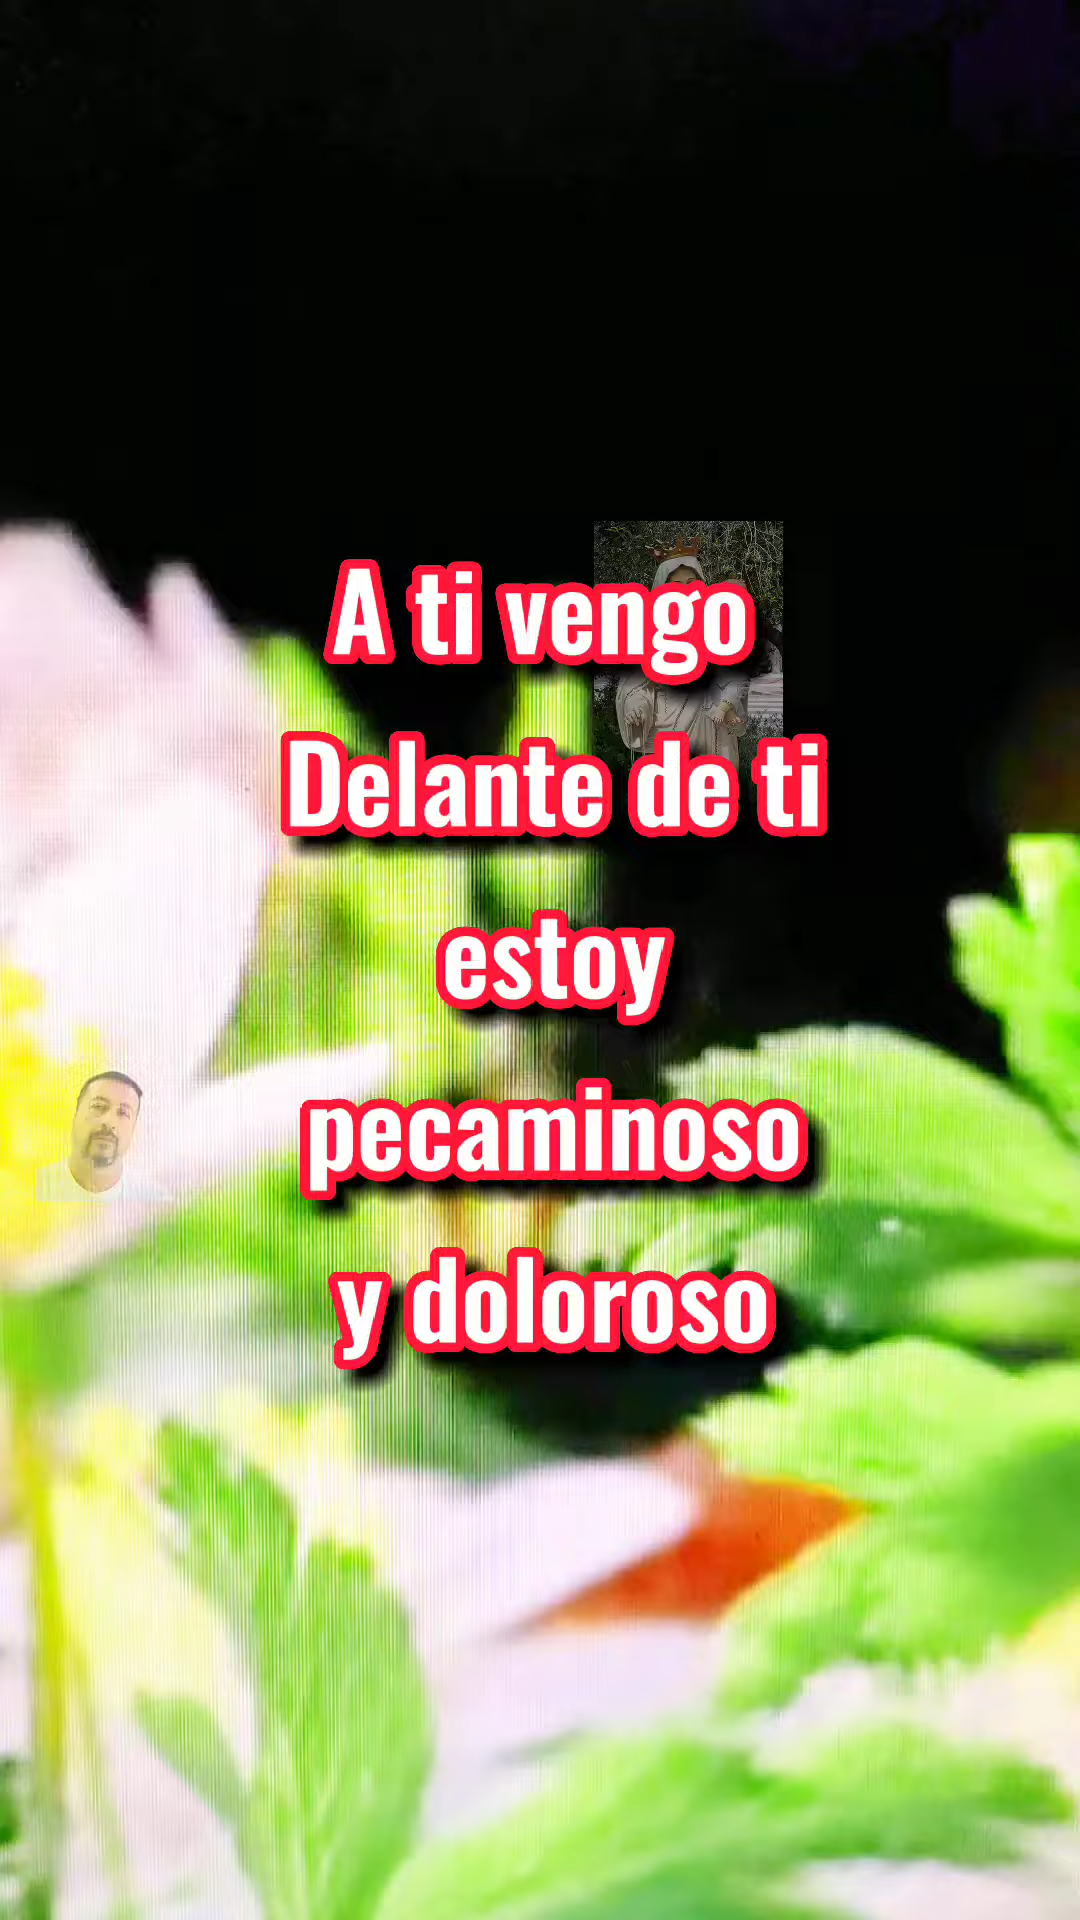 A ti vengo
Delante de ti
estoy
pecaminoso
y doloroso